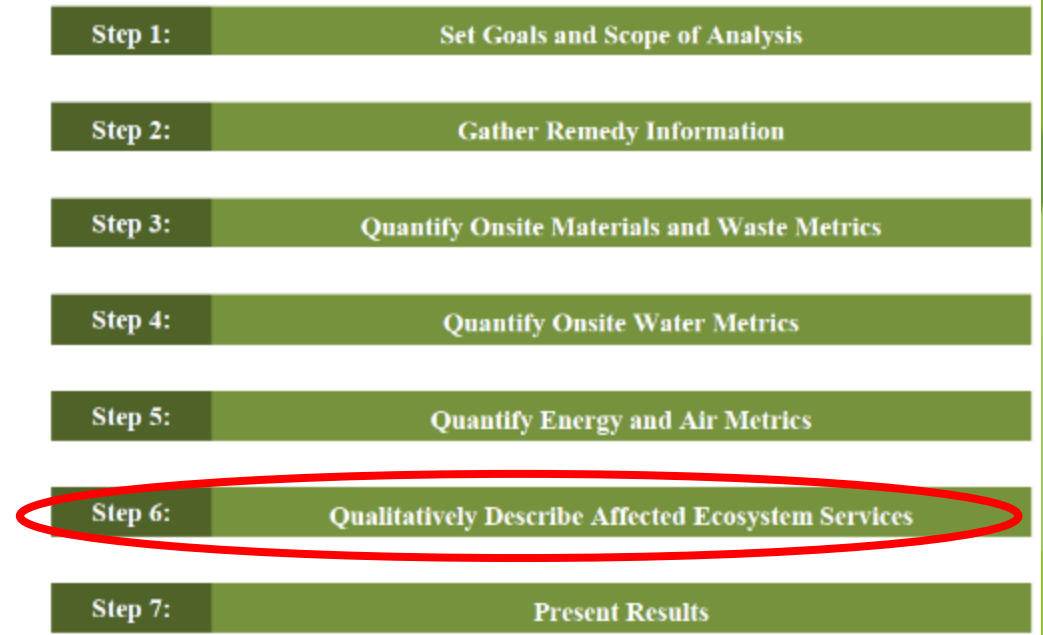 Step 1: Set Goals and Scope of Analysis
Step 2: Gather Remedy Information
Step 3: Quantify Onsite Materials and Waste Metrics
Step 4: Quantify Onsite Water Metrics
Step 5: Quantify Energy and Air Metrics
Step 6: Qualitatively Describe Affected Ecosystem Services
Step 7: Present Results